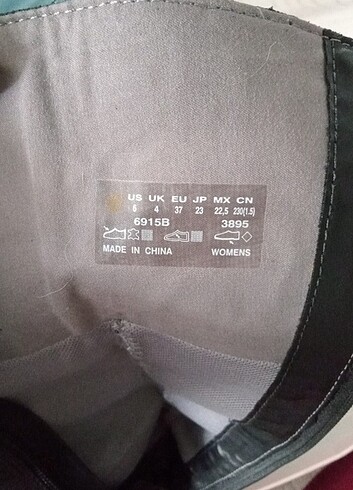 US UK EU JP MX CN
6 4 37 23 22,5 230(1.5)
6915B 3895
MADE IN CHINA WOMENS